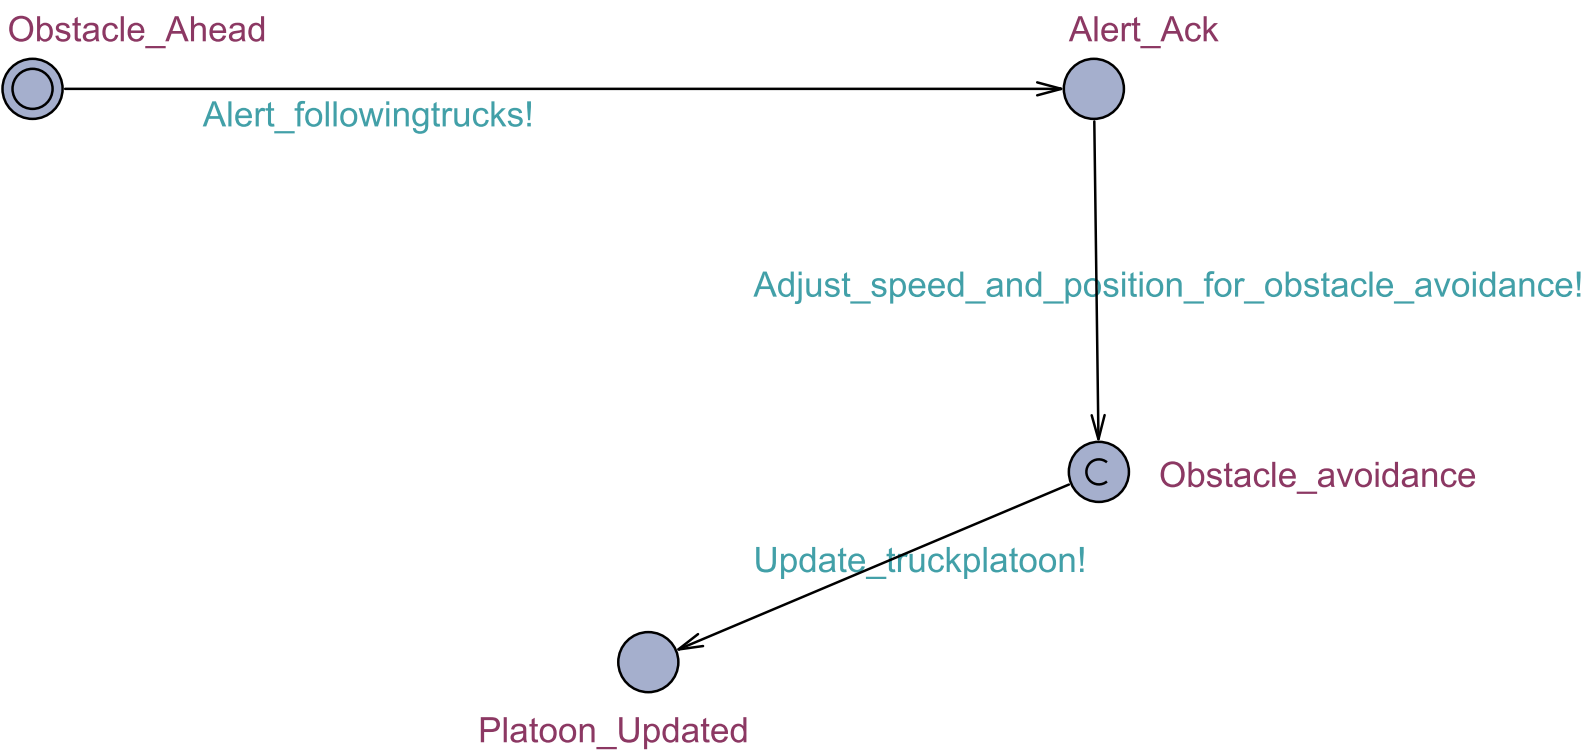 Obstacle_Ahead
Alert_Ack
Alert_followingtrucks!
Adjust_speed_and_position_for_obstacle_avoidance!
C
Obstacle_avoidance
Update_truckplatoon!
Platoon_Updated